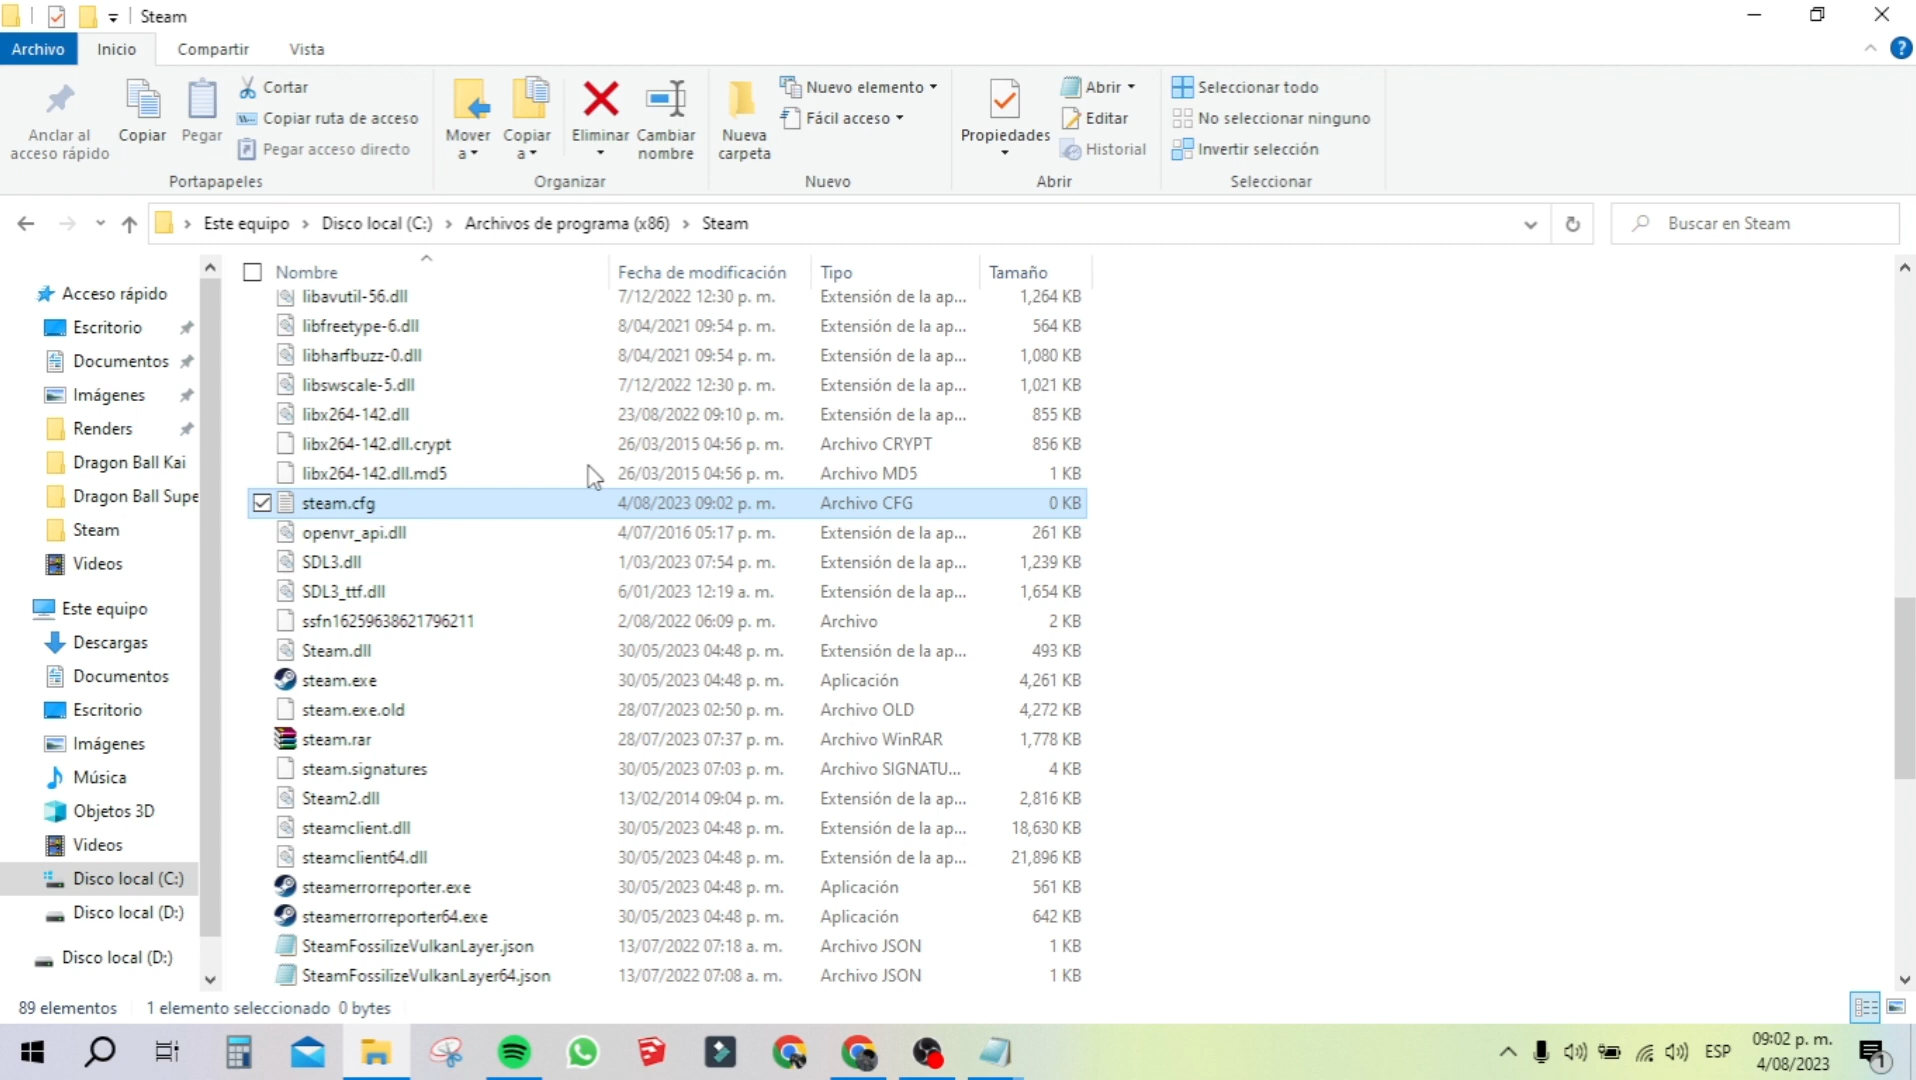 Steam
Archivo Inicio Compartir Vista
Anclar al acceso rápido
Copiar
Pegar
Cortar
Copiar ruta de acceso
Pegar acceso directo
Portapapeles
Mover a
Copiar a
Eliminar
Cambiar nombre
Organizar
Nueva carpeta
Nuevo elemento
Fácil acceso
Nuevo
Propiedades
Abrir
Editar
Historial
Abrir
Seleccionar todo
No seleccionar ninguno
Invertir selección
Seleccionar
Este equipo > Disco local (C:) > Archivos de programa (x86) > Steam
Buscar en Steam
Acceso rápido
Escritorio
Documentos
Imágenes
Renders
Dragon Ball Kai
Dragon Ball Supe
Steam
Videos
Este equipo
Descargas
Documentos
Escritorio
Imágenes
Música
Objetos 3D
Videos
Disco local (C:)
Disco local (D:)
Disco local (D:)
Nombre Fecha de modificación Tipo Tamaño
libavutil-56.dll 7/12/2022 12:30 p. m. Extensión de la ap... 1,264 KB
libfreetype-6.dll 8/04/2021 09:54 p. m. Extensión de la ap... 564 KB
libharfbuzz-0.dll 8/04/2021 09:54 p. m. Extensión de la ap... 1,080 KB
libswscale-5.dll 7/12/2022 12:30 p. m. Extensión de la ap... 1,021 KB
libx264-142.dll 23/08/2022 09:10 p. m. Extensión de la ap... 855 KB
libx264-142.dll.crypt 26/03/2015 04:56 p. m. Archivo CRYPT 856 KB
libx264-142.dll.md5 26/03/2015 04:56 p. m. Archivo MD5 1 KB
steam.cfg 4/08/2023 09:02 p. m. Archivo CFG 0 KB
openvr_api.dll 4/07/2016 05:17 p. m. Extensión de la ap... 261 KB
SDL3.dll 1/03/2023 07:54 p. m. Extensión de la ap... 1,239 KB
SDL3_ttf.dll 6/01/2023 12:19 a. m. Extensión de la ap... 1,654 KB
ssfn16259638621796211 2/08/2022 06:09 p. m. Archivo 2 KB
Steam.dll 30/05/2023 04:48 p. m. Extensión de la ap... 493 KB
steam.exe 30/05/2023 04:48 p. m. Aplicación 4,261 KB
steam.exe.old 28/07/2023 02:50 p. m. Archivo OLD 4,272 KB
steam.rar 28/07/2023 07:37 p. m. Archivo WinRAR 1,778 KB
steam.signatures 30/05/2023 07:03 p. m. Archivo SIGNATU... 4 KB
Steam2.dll 13/02/2014 09:04 p. m. Extensión de la ap... 2,816 KB
steamclient.dll 30/05/2023 04:48 p. m. Extensión de la ap... 18,630 KB
steamclient64.dll 30/05/2023 04:48 p. m. Extensión de la ap... 21,896 KB
steamerrorreporter.exe 30/05/2023 04:48 p. m. Aplicación 561 KB
steamerrorreporter64.exe 30/05/2023 04:48 p. m. Aplicación 642 KB
SteamFossilizeVulkanLayer.json 13/07/2022 07:18 a. m. Archivo JSON 1 KB
SteamFossilizeVulkanLayer64.json 13/07/2022 07:08 a. m. Archivo JSON 1 KB
89 elementos 1 elemento seleccionado 0 bytes
ESP
09:02 p. m.
4/08/2023
1